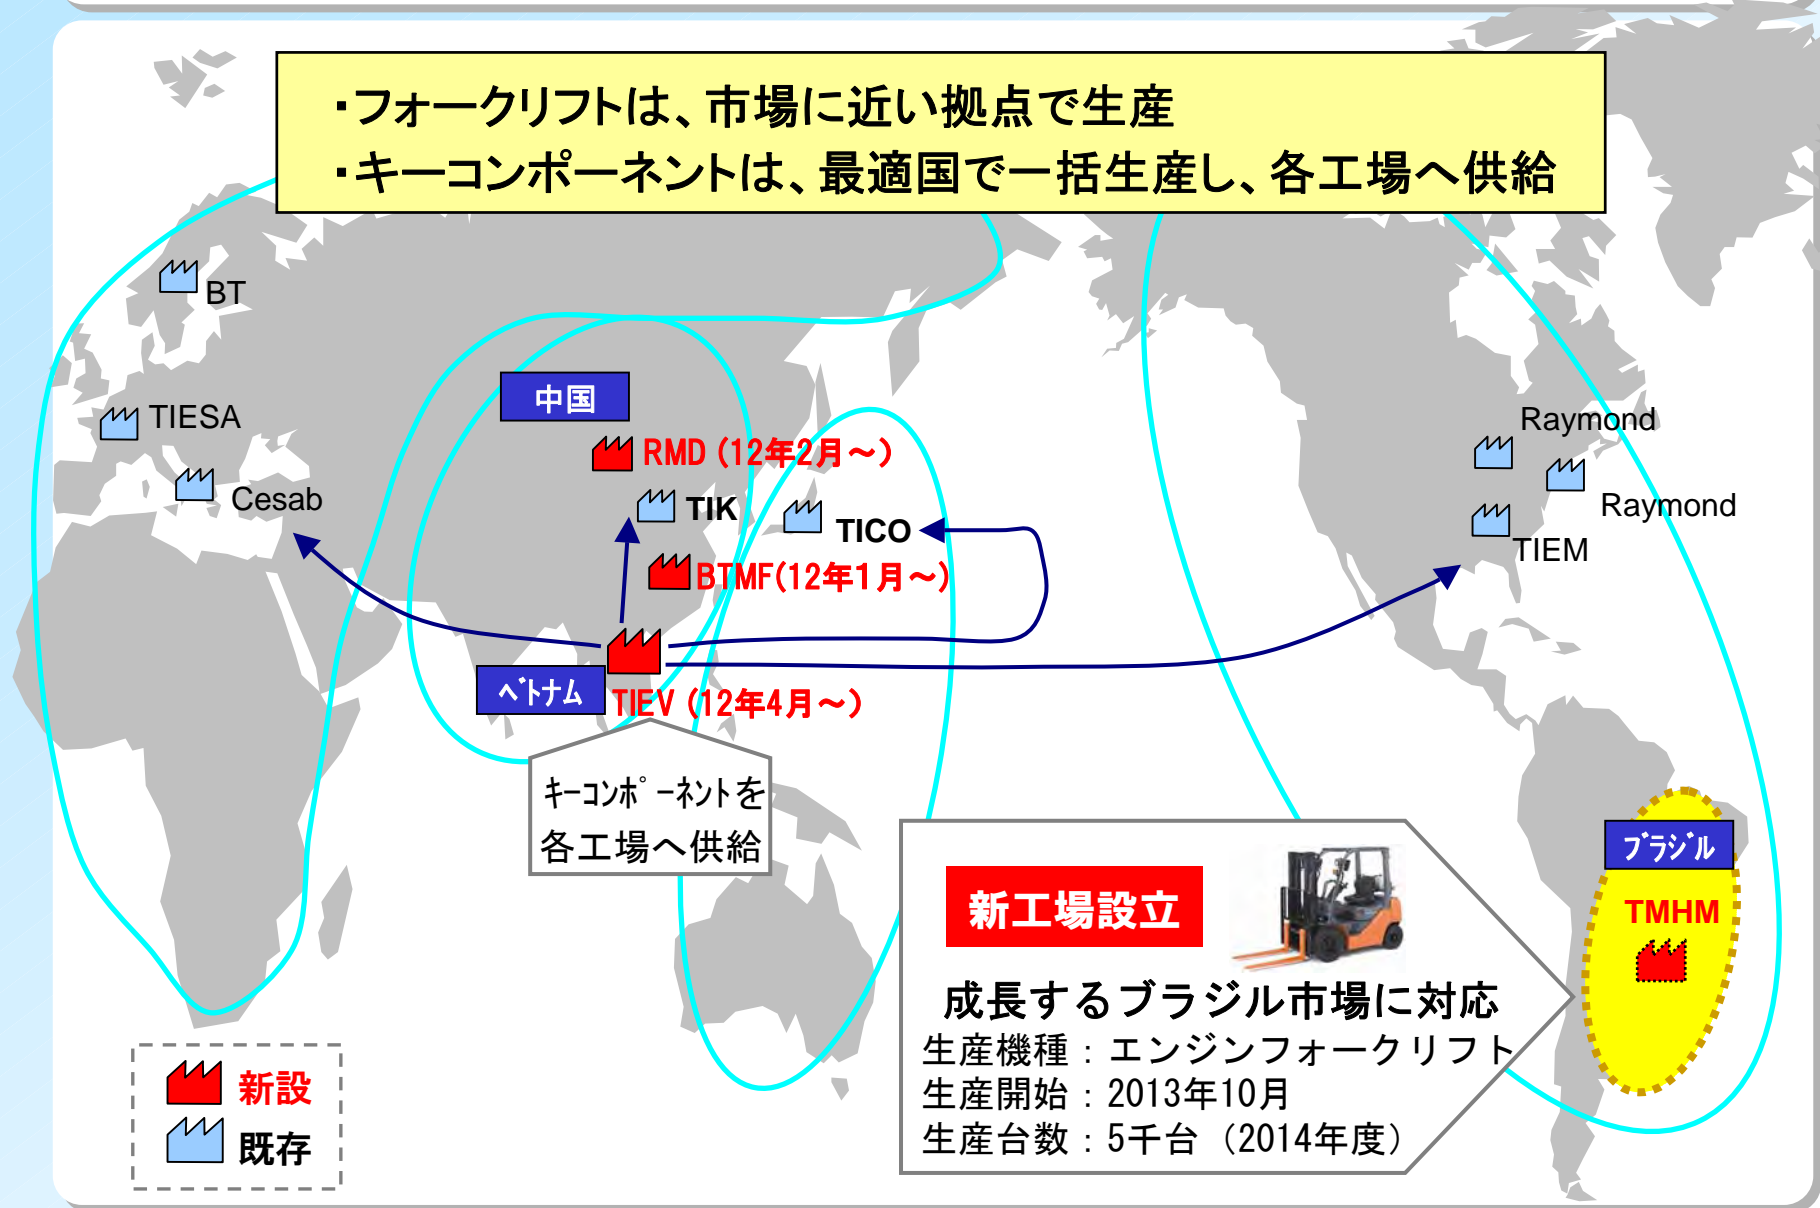 ・フォークリフトは、市場に近い拠点で生産
・キーコンポーネントは、最適国で一括生産し、各工場へ供給
BT
TIESA
Cesab
中国
RMD (12年2月～)
TIK
TICO
BTMF(12年1月～)
ﾍﾞﾄﾅﾑ
TIEV (12年4月～)
ｷｰｺﾝﾎﾟｰﾈﾝﾄを
各工場へ供給
Raymond
Raymond
TIEM
ﾌﾞﾗｼﾞﾙ
TMHM
新工場設立
成長するブラジル市場に対応
生産機種：エンジンフォークリフト
生産開始：2013年10月
生産台数：5千台（2014年度）
新設
既存